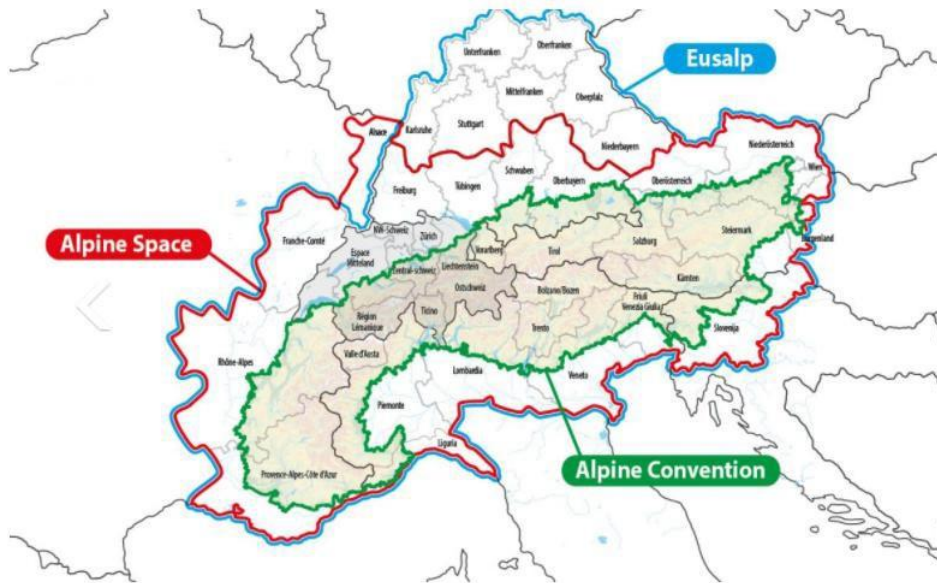 Unterfranken
Oberfranken
Eusalp
Mittelfranken
Oberpfalz
Alsace
Karlsruhe
Stuttgart
Niederbayern
Niederösterreich
Schwaben
Oberbayern
Oberösterreich
Wien
Freiburg
Tübingen
Alpine Space
Franche-Comté
NW-Schweiz
Zürich
Steiermark
Burgenland
Espace
Mitteland
Vorarlberg
Tirol
Salzburg
Zentral-schweiz
Liechtenstein
Kärnten
Ostschweiz
Bolzano/Bozen
Région
Lémanique
Ticino
Friuli
Venezia Giulia
Slovenija
Trento
Rhône-Alpes
Valle d'Aosta
Lombardia
Veneto
Piemonte
Liguria
Alpine Convention
Provence-Alpes-Côte d'Azur